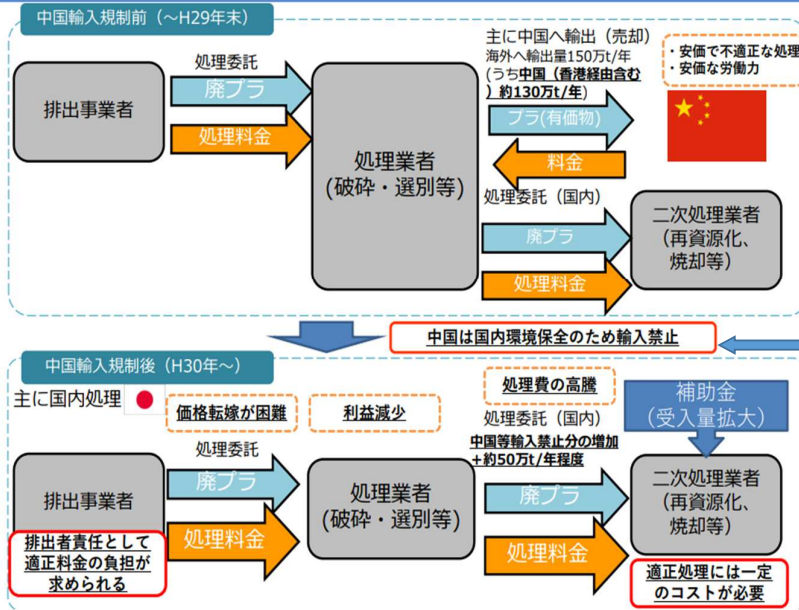 中国輸入規制前（～H29年末）
排出事業者
処理委託
廃プラ
処理料金
処理業者
(破砕・選別等)
主に中国へ輸出（売却）
海外へ輸出量150万t/年
(うち中国（香港経由含む
）約130万t/年)
プラ(有価物)
料金
・安価で不適正な処理
・安価な労働力
処理委託（国内）
廃プラ
処理料金
二次処理業者
（再資源化、
焼却等）
中国は国内環境保全のため輸入禁止
中国輸入規制後（H30年～）
主に国内処理
価格転嫁が困難
利益減少
処理費の高騰
補助金
（受入量拡大）
処理委託
廃プラ
処理料金
排出事業者
排出者責任として
適正料金の負担が
求められる
処理業者
(破砕・選別等)
処理委託（国内）
中国等輸入禁止分の増加
＋約50万t/年程度
廃プラ
処理料金
二次処理業者
（再資源化、
焼却等）
適正処理には一定
のコストが必要